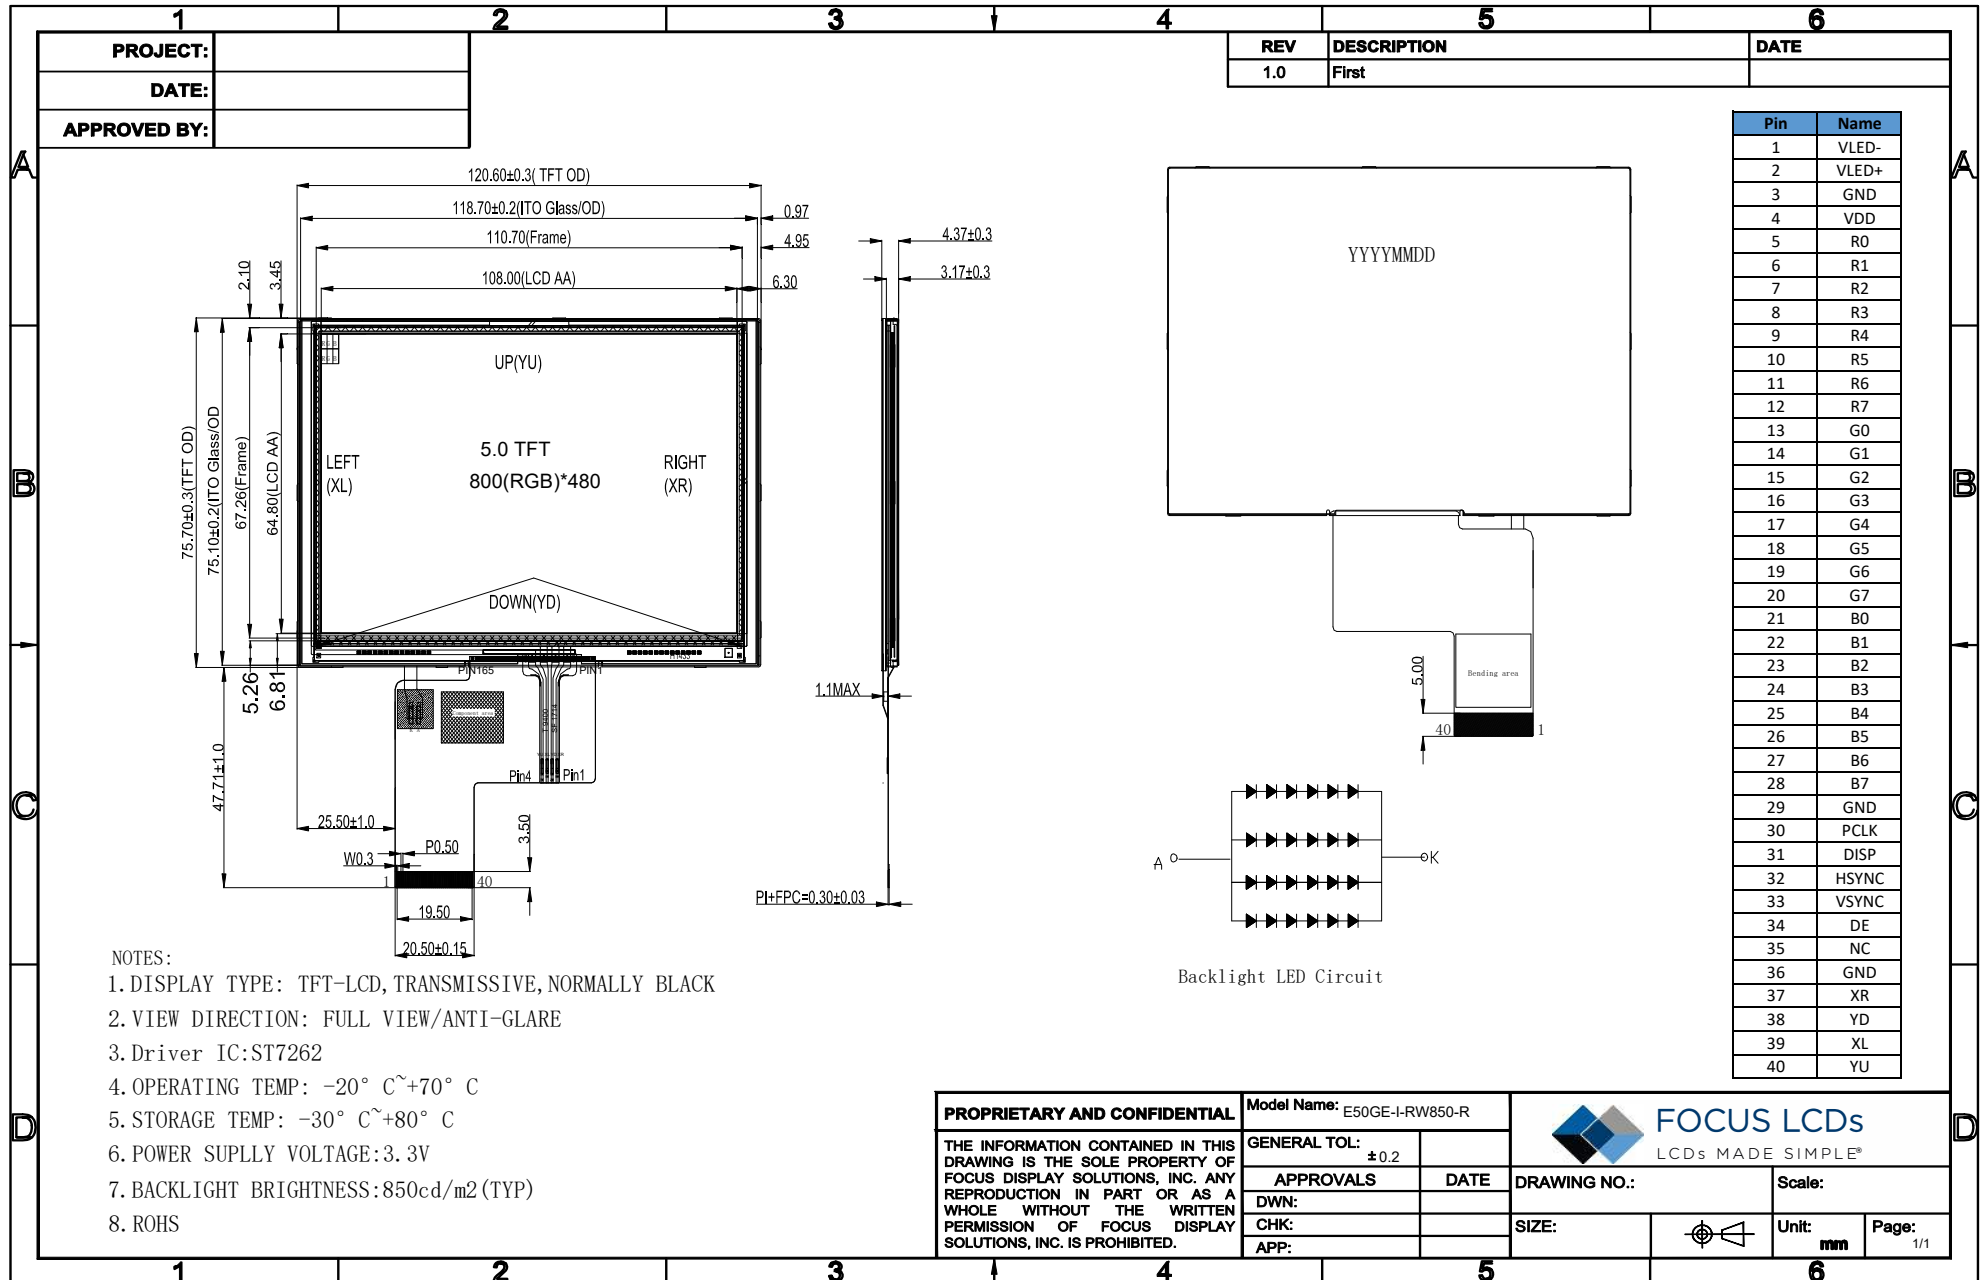 1 2 3 4 5 6
PROJECT:
DATE:
APPROVED BY:
REV DESCRIPTION DATE
1.0 First
A
A
B
B
C
C
D
D
120.60±0.3( TFT OD)
118.70±0.2(ITO Glass/OD)
0.97
110.70(Frame)
4.95
108.00(LCD AA)
6.30
2.10
3.45
75.70±0.3(TFT OD)
75.10±0.2(ITO Glass/OD
67.26(Frame)
64.80(LCD AA)
R G B
R G B
UP(YU)
5.0 TFT
800(RGB)*480
LEFT
(XL)
RIGHT
(XR)
DOWN(YD)
PIN165
PIN1
5.26
6.81
47.71±1.0
Pin4
Pin1
25.50±1.0
3.50
P0.50
W0.3
1
40
19.50
20.50±0.15
4.37±0.3
3.17±0.3
1.1MAX
PI+FPC=0.30±0.03
YYYYMMDD
Bending area
5.00
40
1
A
K
Backlight LED Circuit
Pin Name
1 VLED-
2 VLED+
3 GND
4 VDD
5 R0
6 R1
7 R2
8 R3
9 R4
10 R5
11 R6
12 R7
13 G0
14 G1
15 G2
16 G3
17 G4
18 G5
19 G6
20 G7
21 B0
22 B1
23 B2
24 B3
25 B4
26 B5
27 B6
28 B7
29 GND
30 PCLK
31 DISP
32 HSYNC
33 VSYNC
34 DE
35 NC
36 GND
37 XR
38 YD
39 XL
40 YU
NOTES:
1.DISPLAY TYPE: TFT-LCD,TRANSMISSIVE,NORMALLY BLACK
2.VIEW DIRECTION: FULL VIEW/ANTI-GLARE
3.Driver IC:ST7262
4.OPERATING TEMP: -20° C~+70° C
5.STORAGE TEMP: -30° C~+80° C
6.POWER SUPLLY VOLTAGE:3.3V
7.BACKLIGHT BRIGHTNESS:850cd/m2(TYP)
8.ROHS
PROPRIETARY AND CONFIDENTIAL
THE INFORMATION CONTAINED IN THIS
DRAWING IS THE SOLE PROPERTY OF
FOCUS DISPLAY SOLUTIONS, INC. ANY
REPRODUCTION IN PART OR AS A
WHOLE WITHOUT THE WRITTEN
PERMISSION OF FOCUS DISPLAY
SOLUTIONS, INC. IS PROHIBITED.
Model Name: E50GE-I-RW850-R
GENERAL TOL: ±0.2
APPROVALS DATE
DWN:
CHK:
APP:
FOCUS LCDs
LCDs MADE SIMPLE®
DRAWING NO.:
Scale:
SIZE:
Unit: mm
Page: 1/1
1 2 3 4 5 6